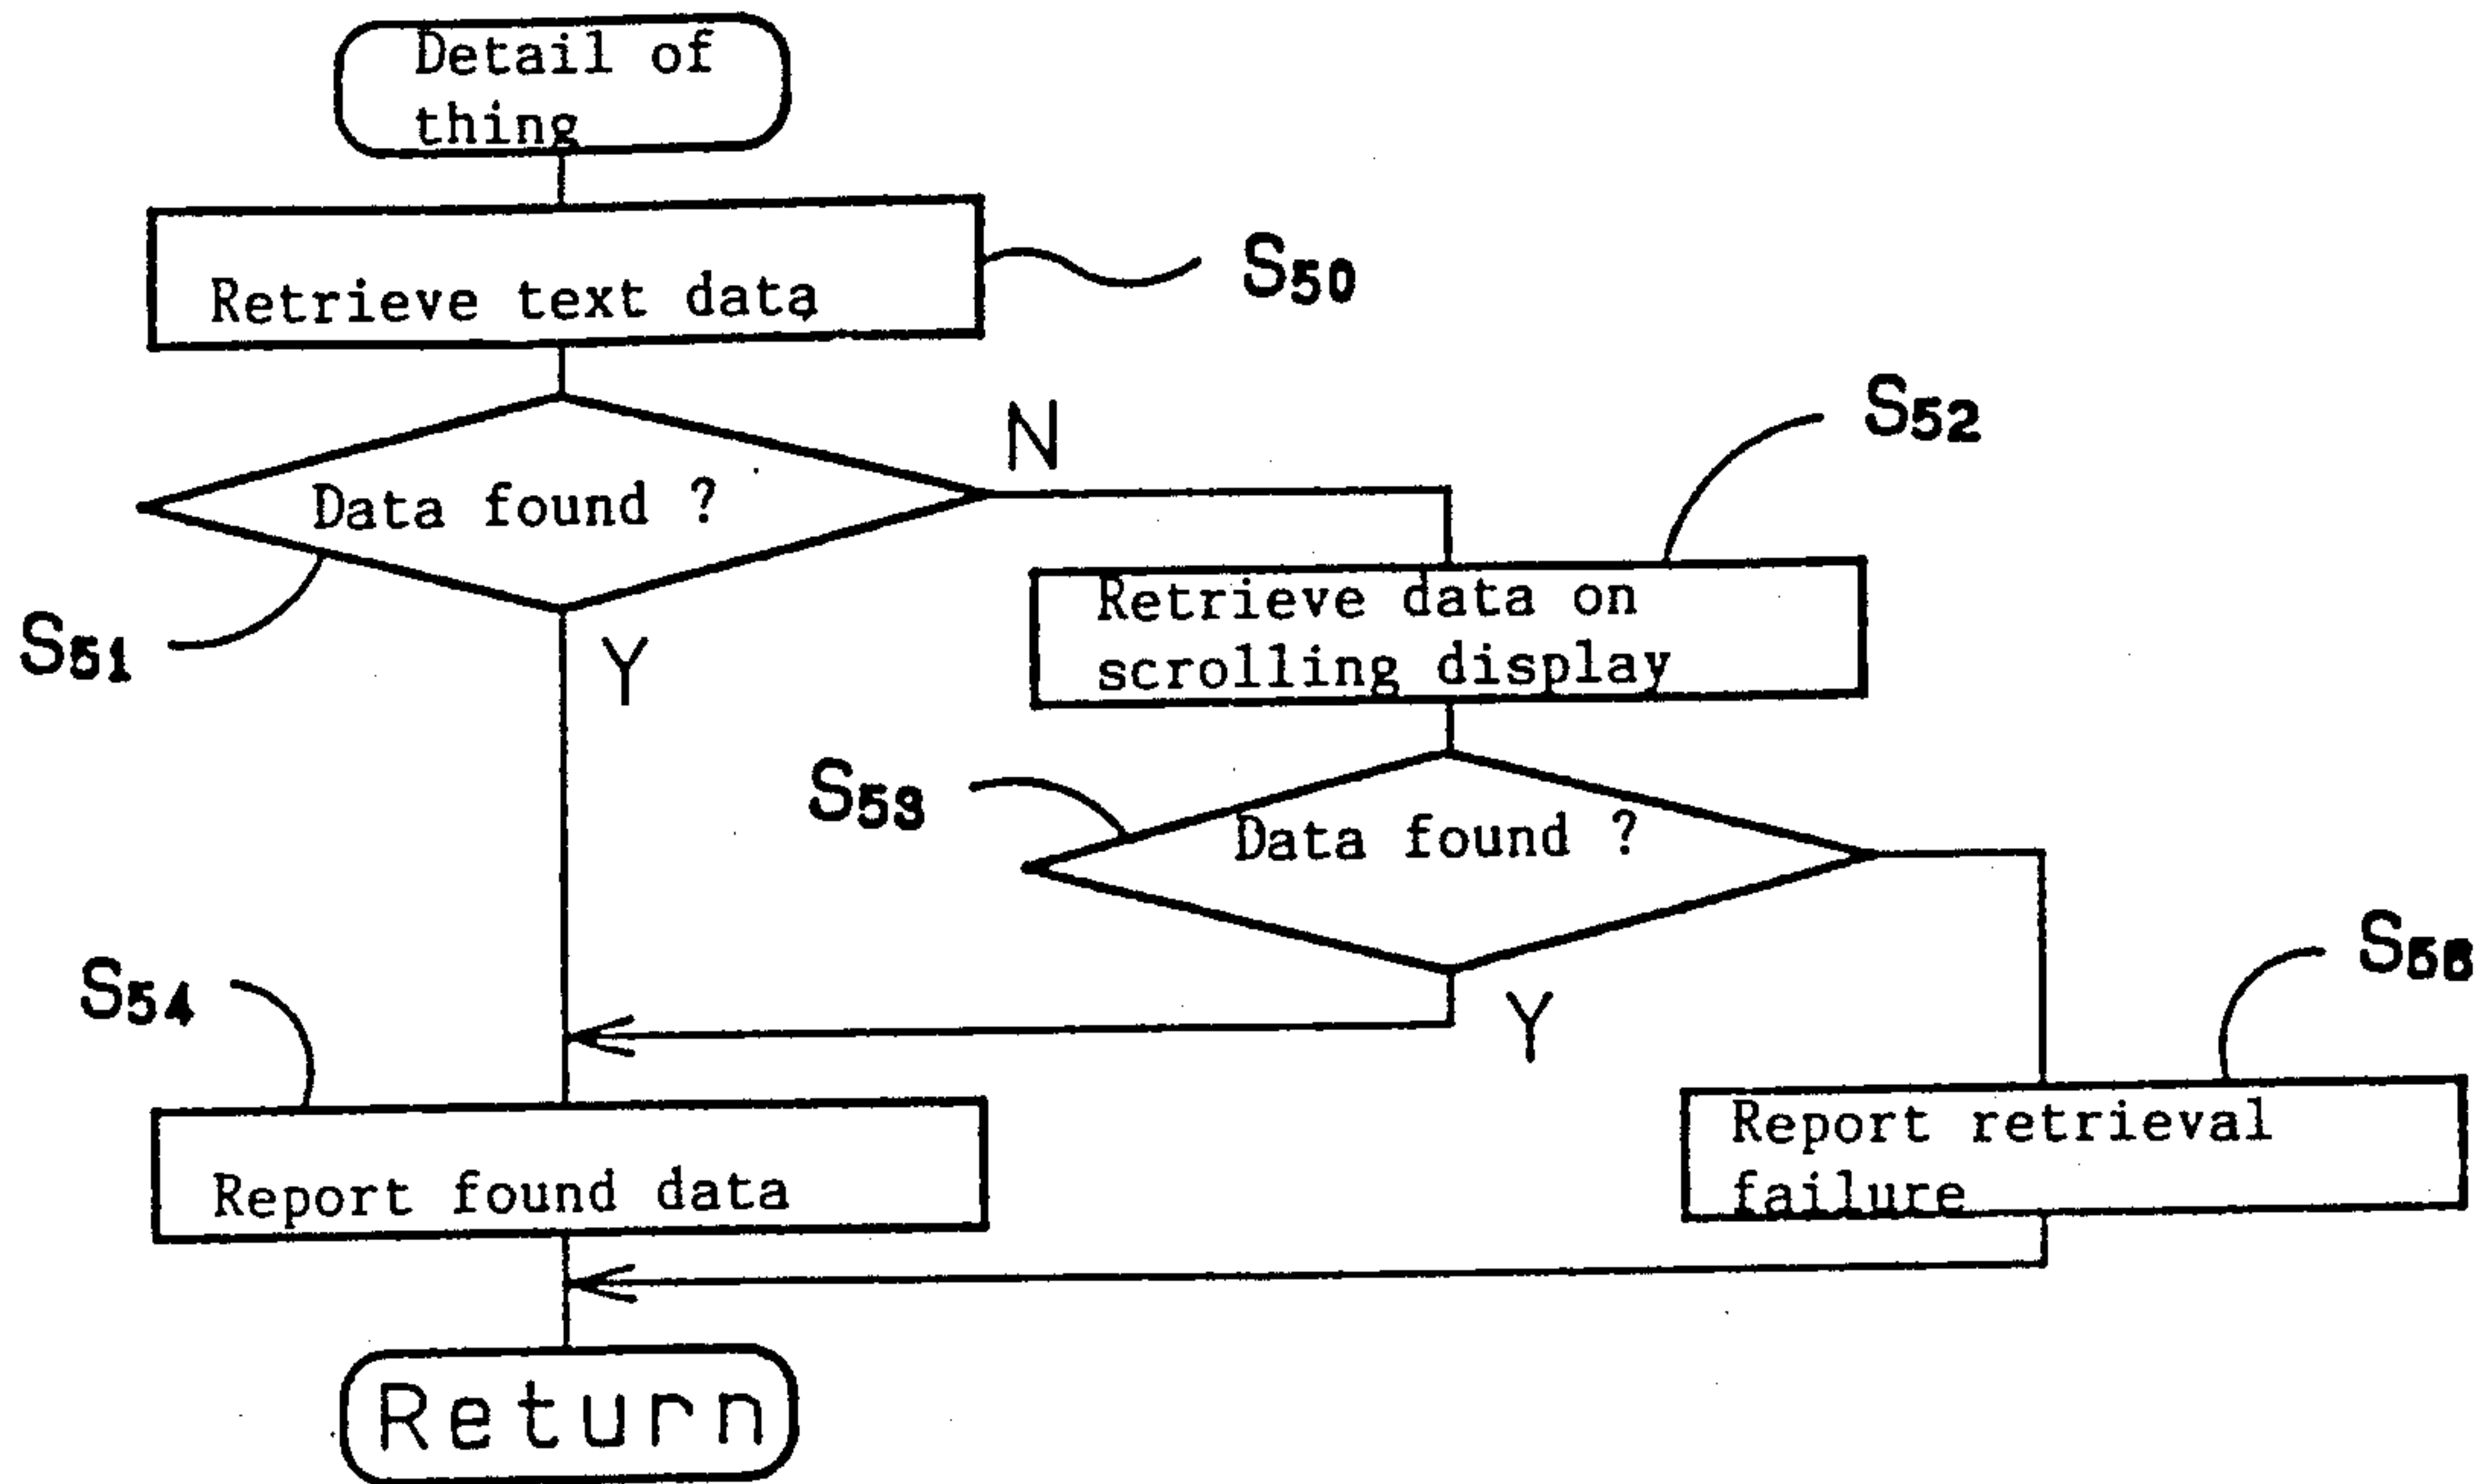 Detail of
thing
Retrieve text data
S50
Data found ?
N
S52
S51
Y
Retrieve data on
scrolling display
S53
Data found ?
S54
Y
Report found data
Report retrieval
failure
Return